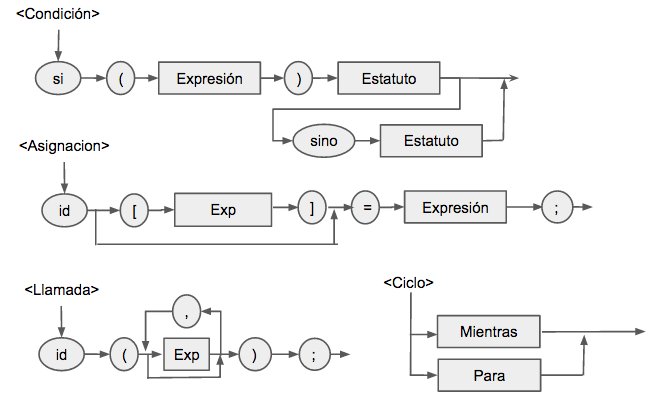 <Condición>
si ( Expresión ) Estatuto
sino Estatuto
<Asignacion>
id [ Exp ] = Expresión ;
<Llamada>
,
id ( Exp ) ;
<Ciclo>
Mientras
Para